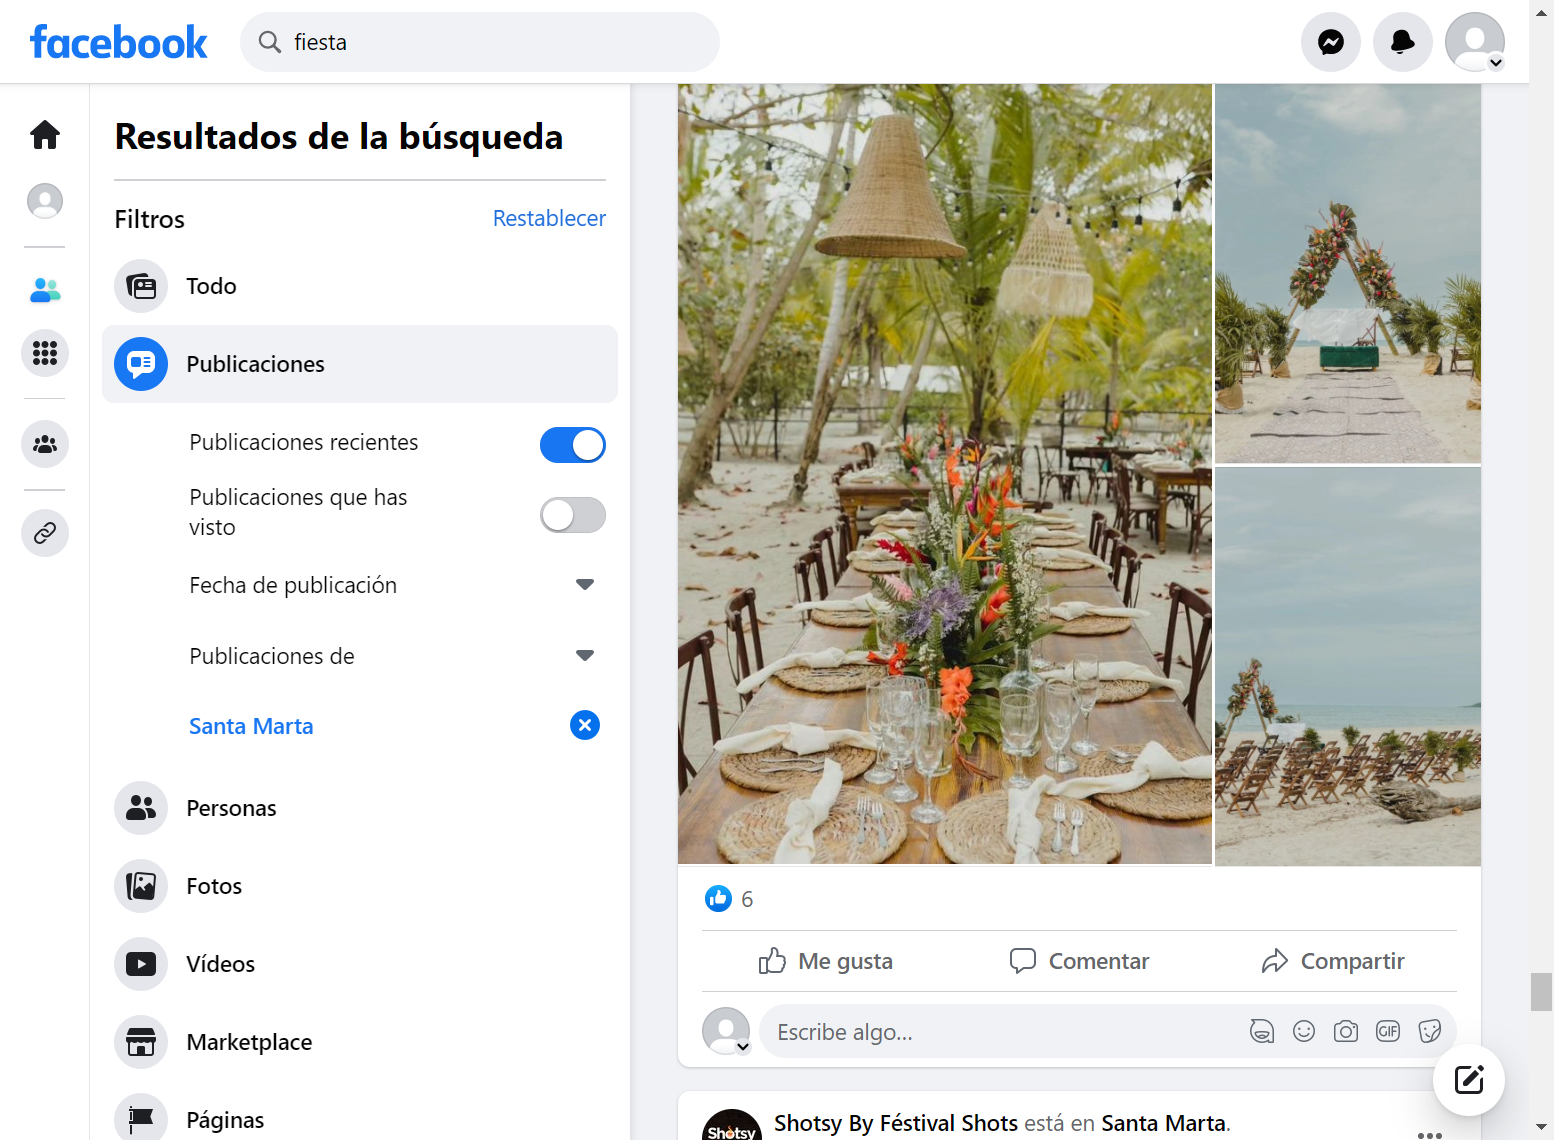 facebook
fiesta
Resultados de la búsqueda
Filtros
Restablecer
Todo
Publicaciones
Publicaciones recientes
Publicaciones que has
visto
Fecha de publicación
Publicaciones de
Santa Marta
Personas
Fotos
Vídeos
Marketplace
Páginas
6
Me gusta
Comentar
Compartir
Escribe algo...
GIF
Shotsy
Shotsy By Féstival Shots está en Santa Marta.